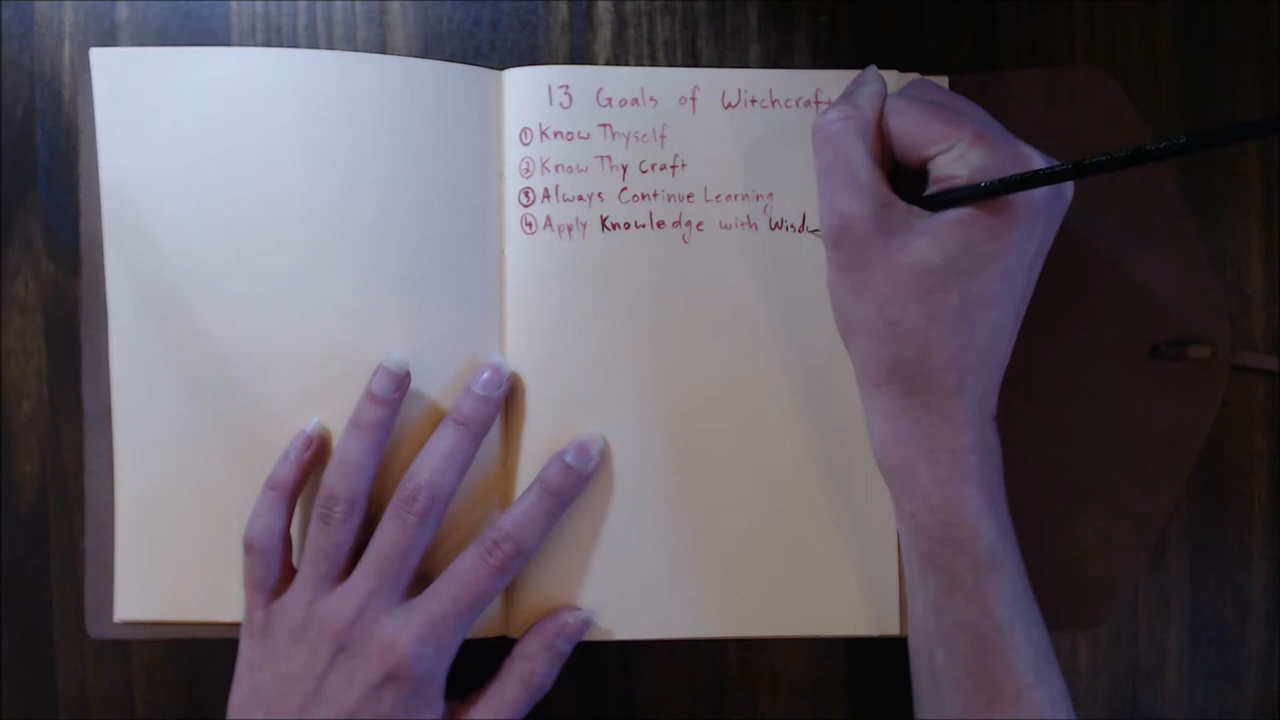 13 Goals of Witchcraft
① Know Thyself
② Know Thy Craft
③ Always Continue Learning
④ Apply Knowledge with